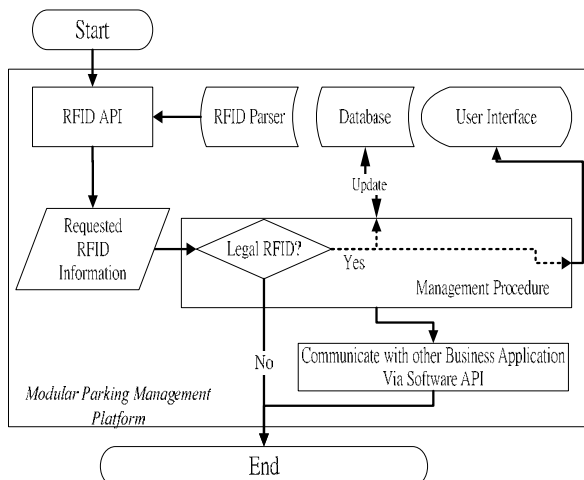 Start
RFID API
RFID Parser
Database
User Interface
Update
Requested
RFID
Information
Legal RFID?
Yes
Management Procedure
No
Communicate with other Business Application
Via Software API
Modular Parking Management
Platform
End